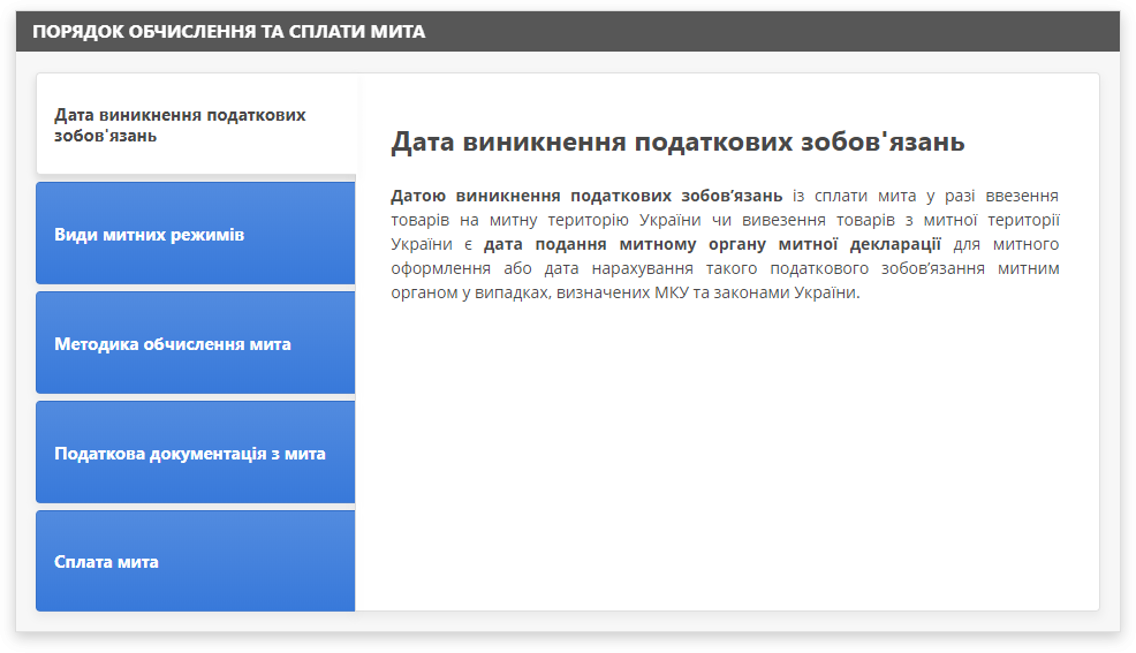 ПОРЯДОК ОБЧИСЛЕННЯ ТА СПЛАТИ МИТА
Дата виникнення податкових
зобов'язань
Види митних режимів
Методика обчислення мита
Податкова документація з мита
Сплата мита
Дата виникнення податкових зобов'язань
Датою виникнення податкових зобов’язань із сплати мита у разі ввезення
товарів на митну територію України чи вивезення товарів з митної території
України є дата подання митному органу митної декларації для митного
оформлення або дата нарахування такого податкового зобов’язання митним
органом у випадках, визначених МКУ та законами України.